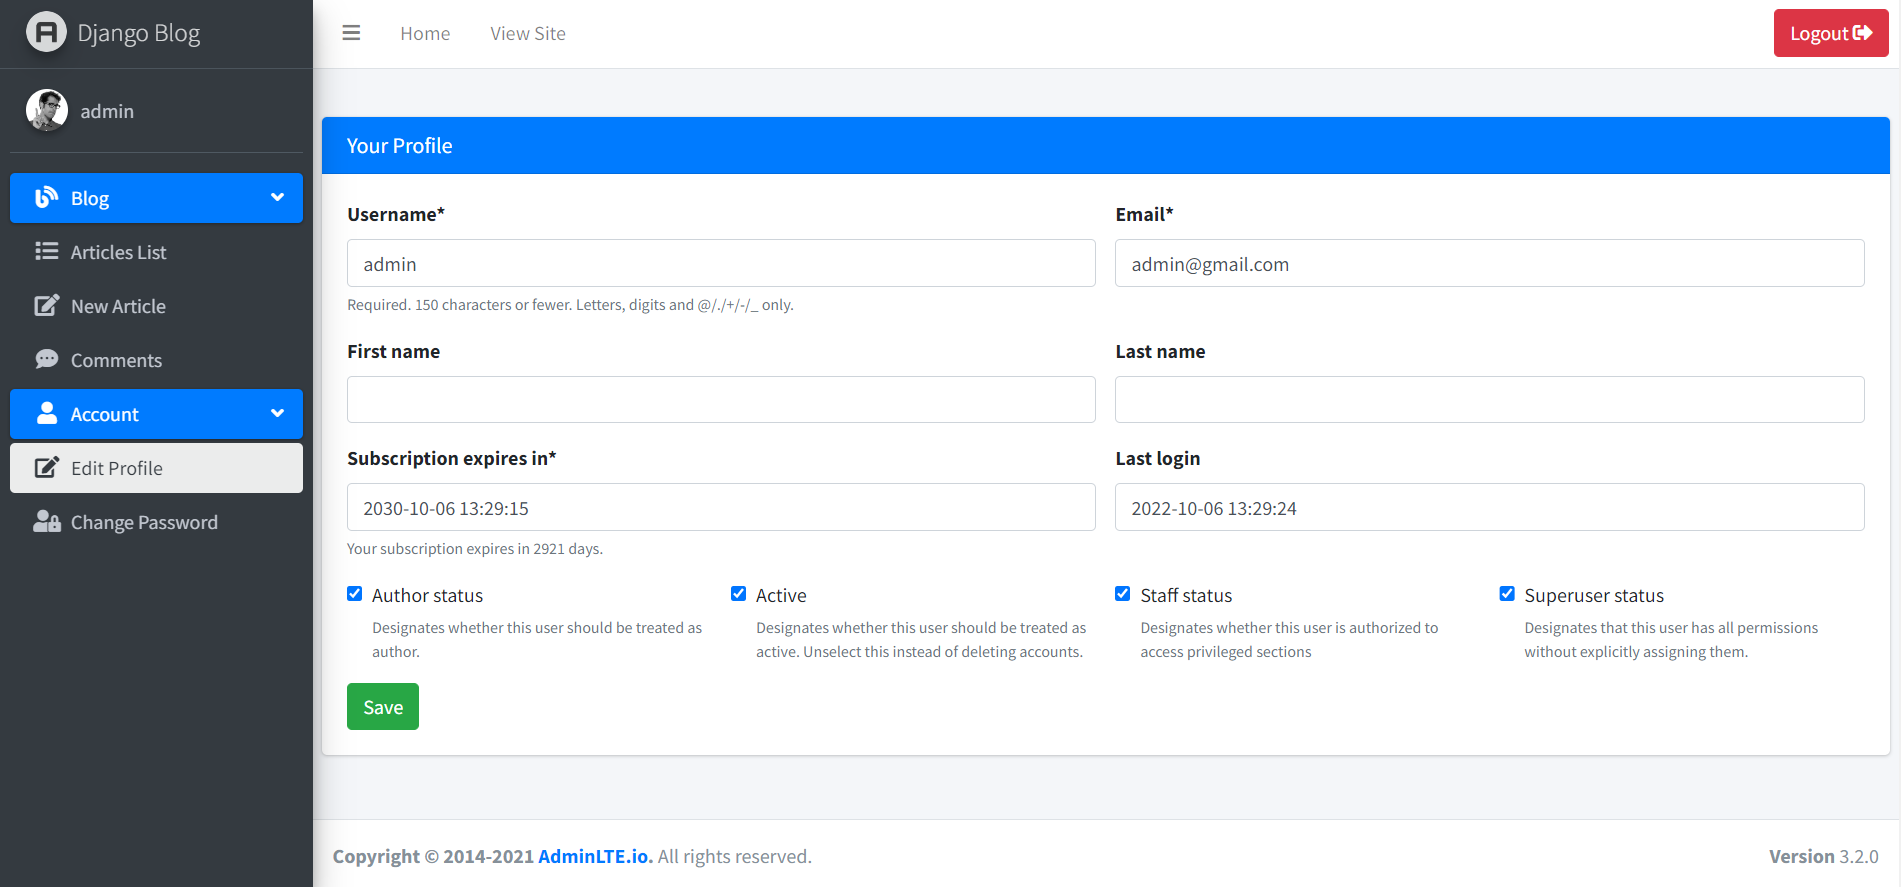 Django Blog
Home
View Site
Logout
admin
Your Profile
Blog
Articles List
New Article
Comments
Account
Edit Profile
Change Password
Username*
Email*
admin
admin@gmail.com
Required. 150 characters or fewer. Letters, digits and @/./+/-/_ only.
First name
Last name
Subscription expires in*
Last login
2030-10-06 13:29:15
2022-10-06 13:29:24
Your subscription expires in 2921 days.
Author status
Designates whether this user should be treated as
author.
Active
Designates whether this user should be treated as
active. Unselect this instead of deleting accounts.
Staff status
Designates whether this user is authorized to
access privileged sections
Superuser status
Designates that this user has all permissions
without explicitly assigning them.
Save
Copyright © 2014-2021 AdminLTE.io. All rights reserved.
Version 3.2.0